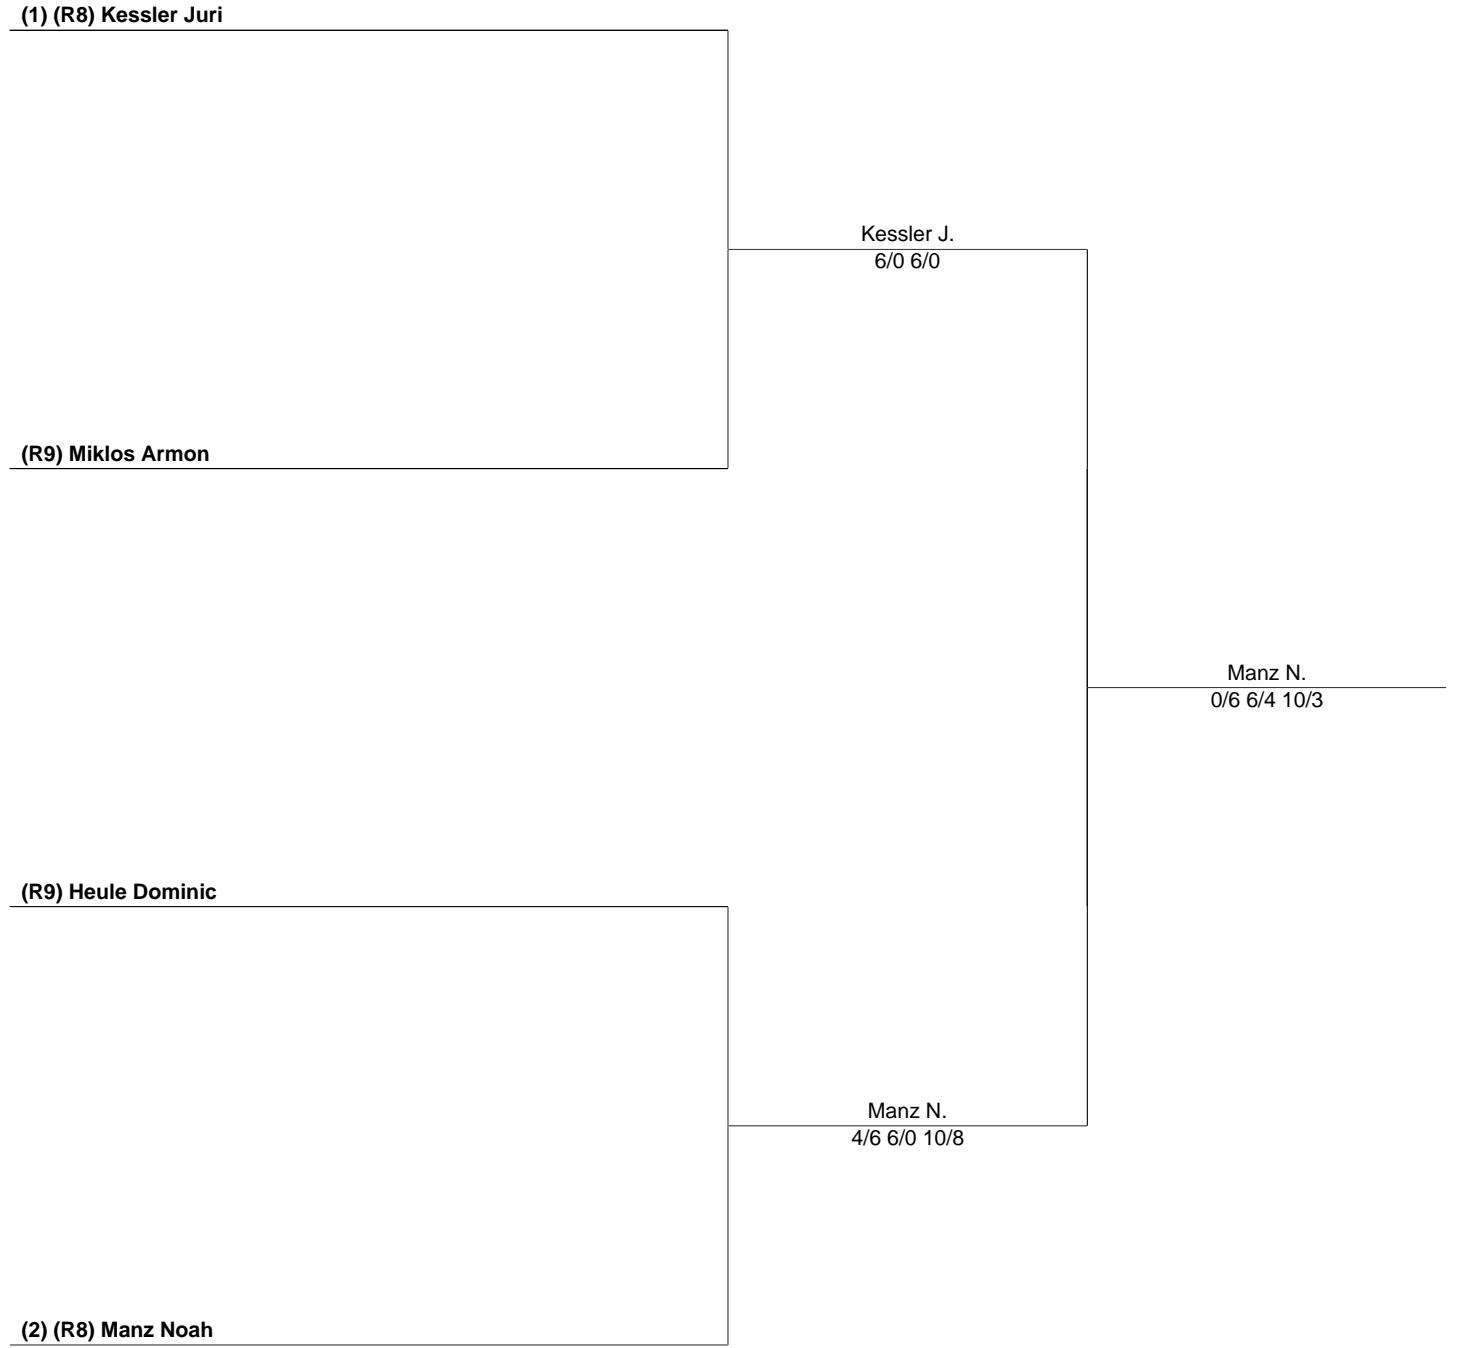 (1) (R8) Kessler Juri
Kessler J.
6/0 6/0
(R9) Miklos Armon
Manz N.
0/6 6/4 10/3
(R9) Heule Dominic
Manz N.
4/6 6/0 10/8
(2) (R8) Manz Noah